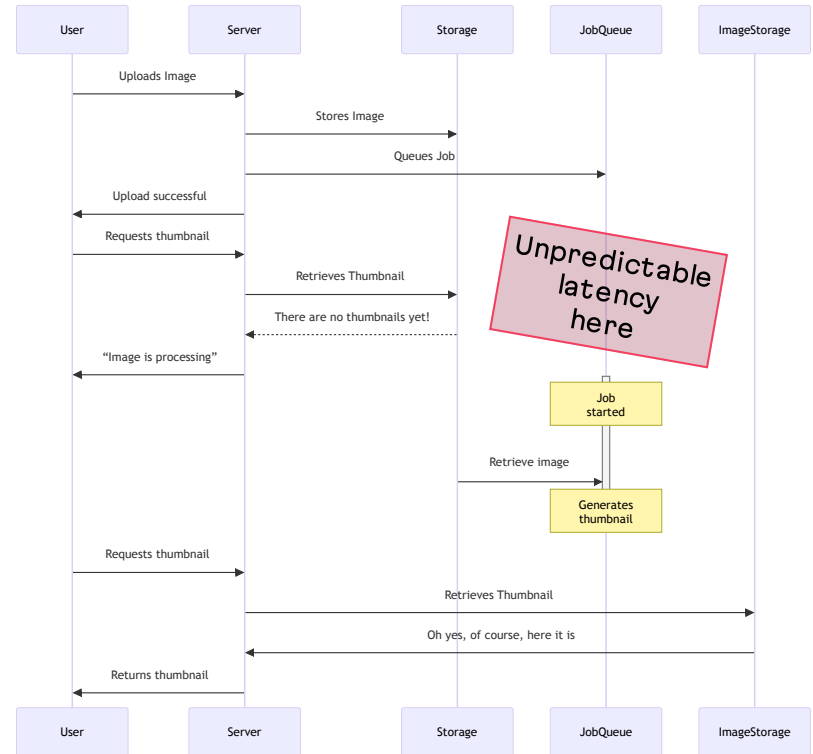 User
Server
Storage
JobQueue
ImageStorage
Uploads Image
Stores Image
Queues Job
Upload successful
Requests thumbnail
Retrieves Thumbnail
There are no thumbnails yet!
“Image is processing”
Unpredictable
latency
here
Job
started
Retrieve image
Generates
thumbnail
Requests thumbnail
Retrieves Thumbnail
Oh yes, of course, here it is
Returns thumbnail
User
Server
Storage
JobQueue
ImageStorage